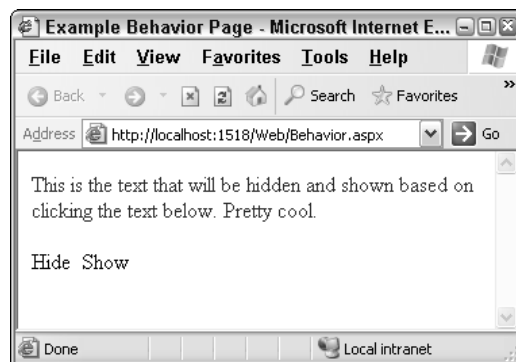 Example Behavior Page - Microsoft Internet E...
File Edit View Favorites Tools Help
Back Search Favorites »
Address http://localhost:1518/Web/Behavior.aspx Go
This is the text that will be hidden and shown based on
clicking the text below. Pretty cool.
Hide Show
Done Local intranet